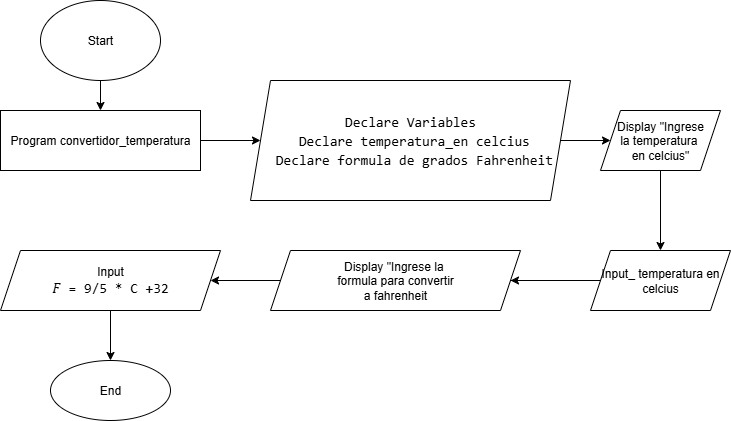 Start
Program convertidor_temperatura
Declare Variables
Declare temperatura_en celcius
Declare formula de grados Fahrenheit
Display "Ingrese
la temperatura
en celcius"
Input_ temperatura en
celcius
Display "Ingrese la
formula para convertir
a fahrenheit
Input
F = 9/5 * C +32
End